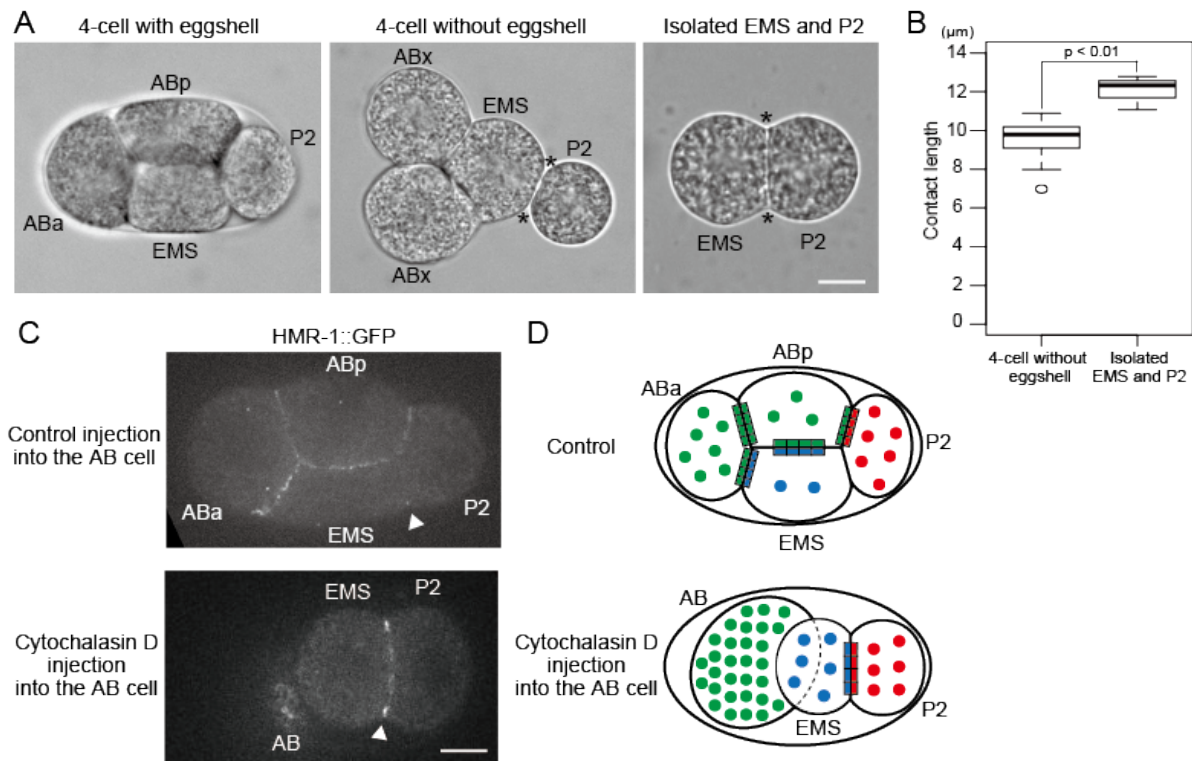 A
4-cell with eggshell
ABp
P2
ABa
EMS
4-cell without eggshell
ABx
EMS
P2
*
*
ABx
Isolated EMS and P2
*
*
EMS
P2
B
(μm)
p < 0.01
14
12
10
8
6
4
2
0
Contact length
4-cell without
eggshell
Isolated
EMS and P2
C
HMR-1::GFP
Control injection
into the AB cell
ABp
ABa
EMS
P2
Cytochalasin D
injection
into the AB cell
EMS
P2
AB
D
Control
ABp
ABa
P2
EMS
Cytochalasin D
injection
into the AB cell
AB
EMS
P2